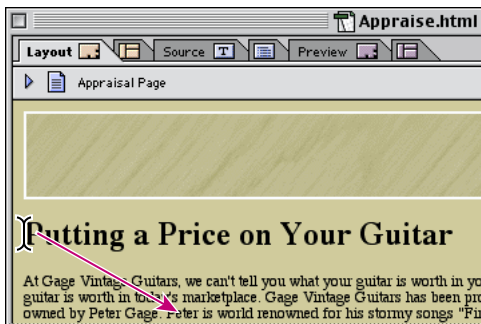 Appraise.html
Layout Source T Preview
Appraisal Page
Putting a Price on Your Guitar
At Gage Vintage Guitars, we can't tell you what your guitar is worth in yo
guitar is worth in today's marketplace. Gage Vintage Guitars has been pro
owned by Peter Gage. Peter is world renowned for his stormy songs "Fi